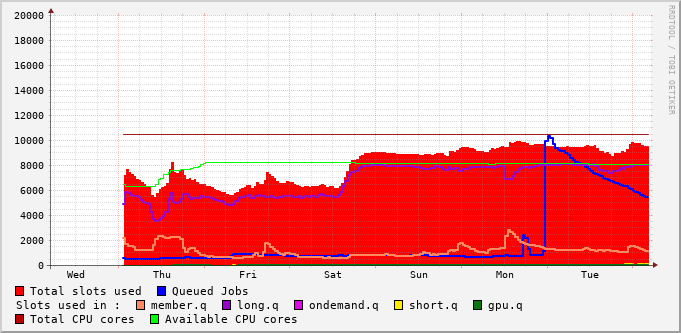 20000
18000
16000
14000
12000
10000
8000
6000
4000
2000
0
Wed Thu Fri Sat Sun Mon Tue
RRDTOOL / TOBI OETIKER
Total slots used Queued Jobs
Slots used in : member.q long.q ondemand.q short.q gpu.q
Total CPU cores Available CPU cores